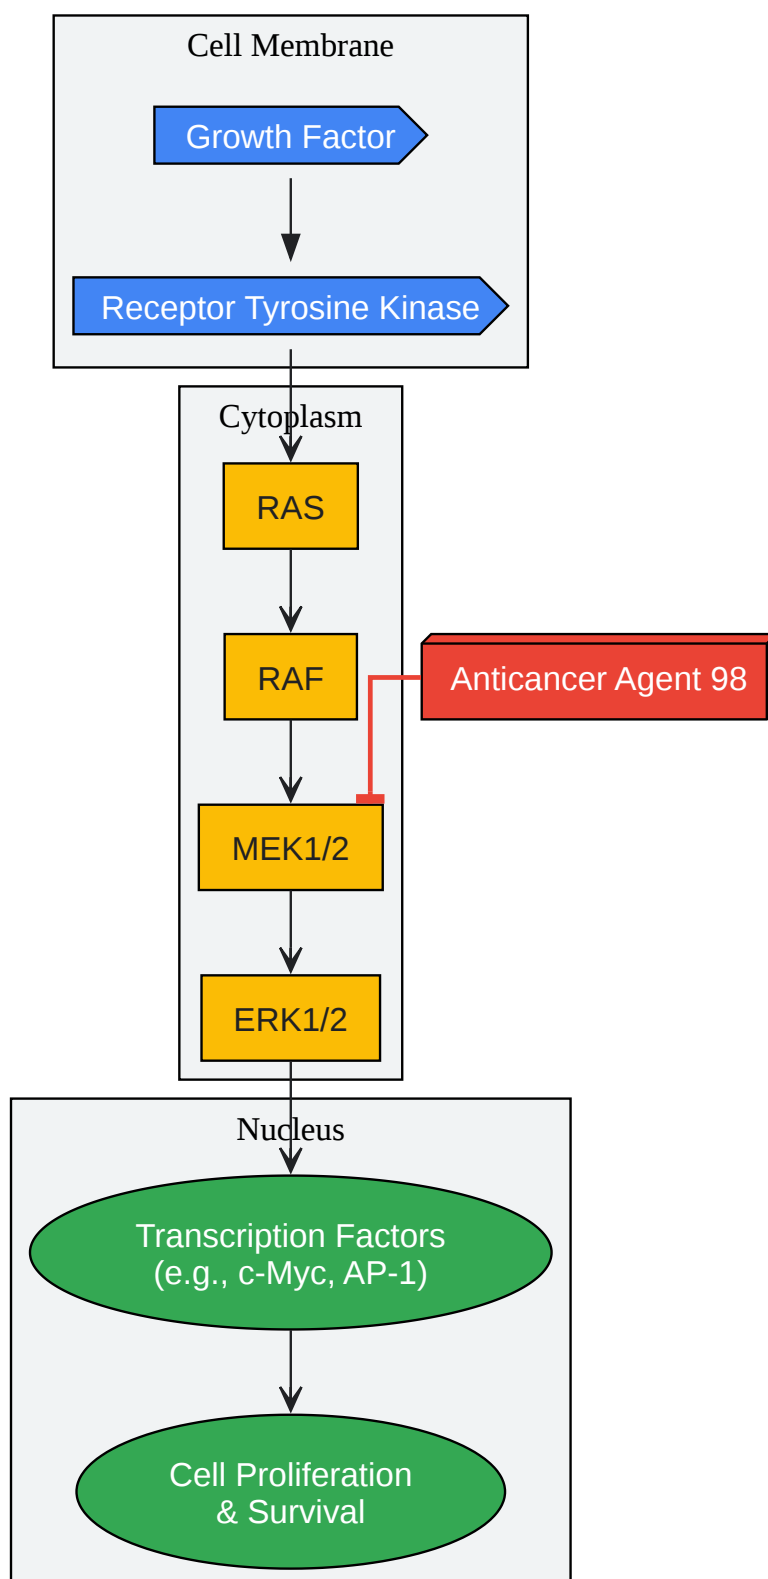 Cell Membrane
Growth Factor
Receptor Tyrosine Kinase
Cytoplasm
RAS
RAF
Anticancer Agent 98
MEK1/2
ERK1/2
Nucleus
Transcription Factors
(e.g., c-Myc, AP-1)
Cell Proliferation
& Survival